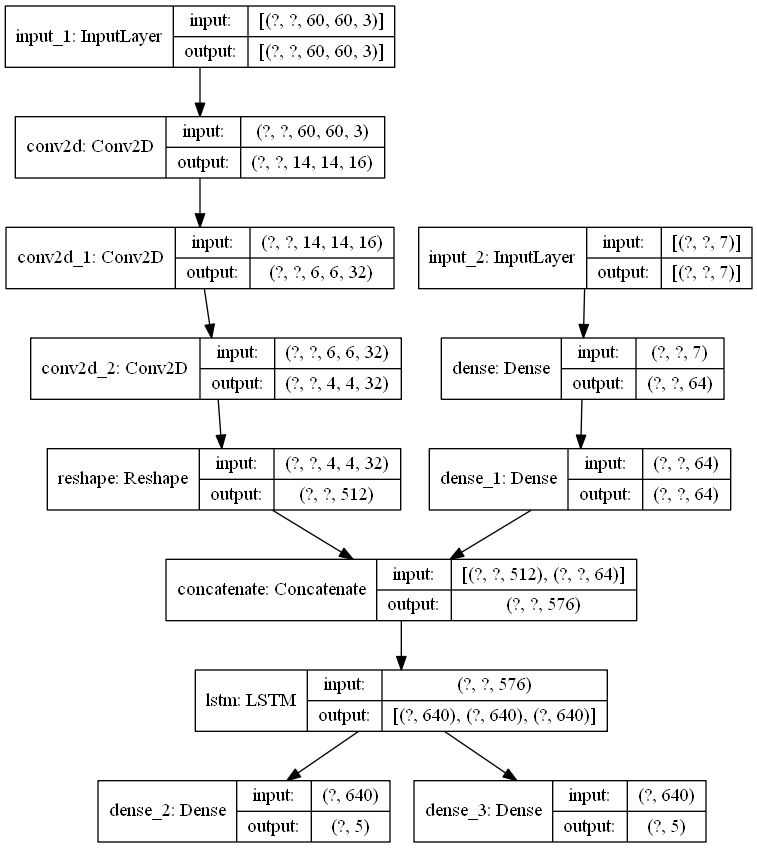 input_1: InputLayer
input: [(?, ?, 60, 60, 3)]
output: [(?, ?, 60, 60, 3)]
conv2d: Conv2D
input: (?, ?, 60, 60, 3)
output: (?, ?, 14, 14, 16)
conv2d_1: Conv2D
input: (?, ?, 14, 14, 16)
output: (?, ?, 6, 6, 32)
input_2: InputLayer
input: [(?, ?, 7)]
output: [(?, ?, 7)]
conv2d_2: Conv2D
input: (?, ?, 6, 6, 32)
output: (?, ?, 4, 4, 32)
dense: Dense
input: (?, ?, 7)
output: (?, ?, 64)
reshape: Reshape
input: (?, ?, 4, 4, 32)
output: (?, ?, 512)
dense_1: Dense
input: (?, ?, 64)
output: (?, ?, 64)
concatenate: Concatenate
input: [(?, ?, 512), (?, ?, 64)]
output: (?, ?, 576)
lstm: LSTM
input: (?, ?, 576)
output: [(?, 640), (?, 640), (?, 640)]
dense_2: Dense
input: (?, 640)
output: (?, 5)
dense_3: Dense
input: (?, 640)
output: (?, 5)